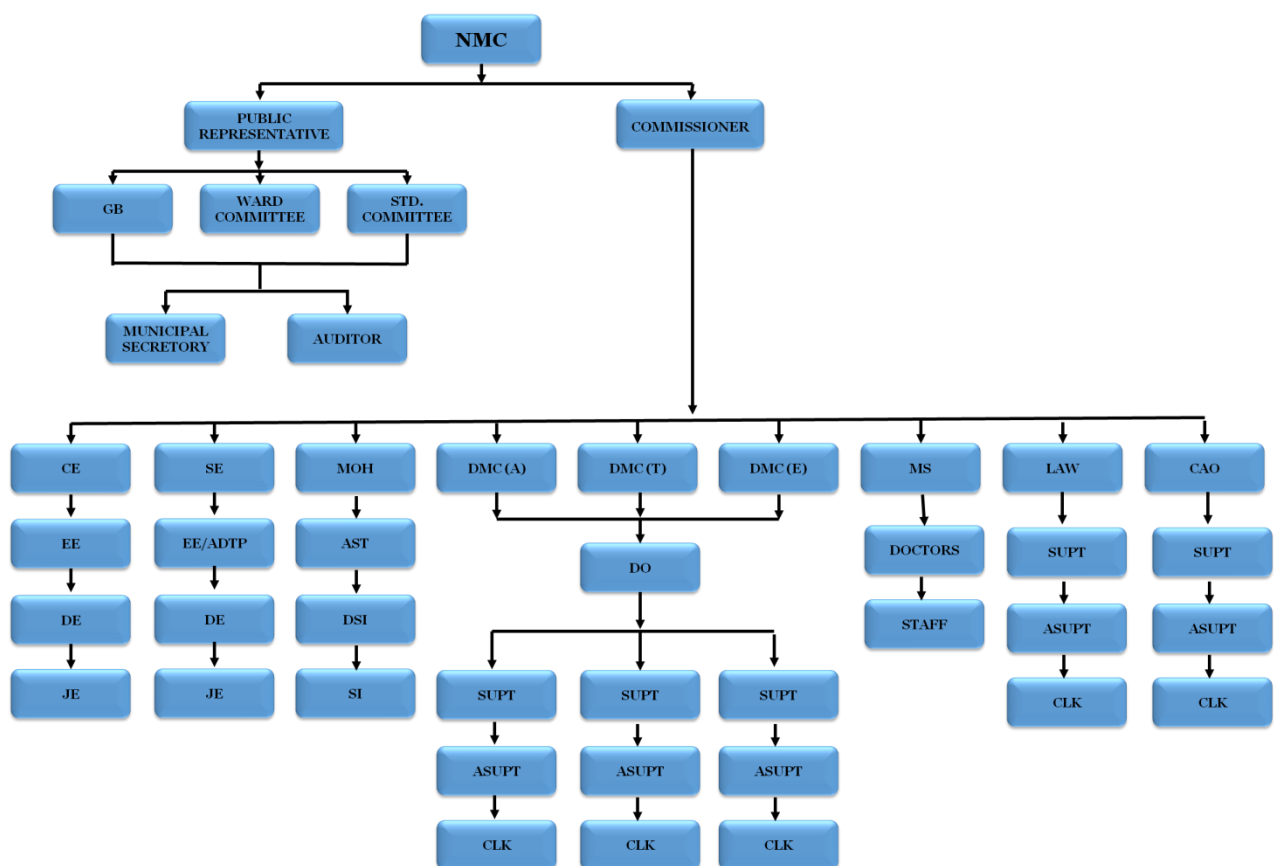 NMC
PUBLIC
REPRESENTATIVE
COMMISSIONER
GB
WARD
COMMITTEE
STD.
COMMITTEE
MUNICIPAL
SECRETORY
AUDITOR
CE
SE
MOH
DMC (A)
DMC (T)
DMC (E)
MS
LAW
CAO
EE
EE/ADTP
AST
DO
DOCTORS
SUPT
SUPT
DE
DE
DSI
STAFF
ASUPT
ASUPT
JE
JE
SI
SUPT
SUPT
SUPT
CLK
CLK
ASUPT
ASUPT
ASUPT
CLK
CLK
CLK